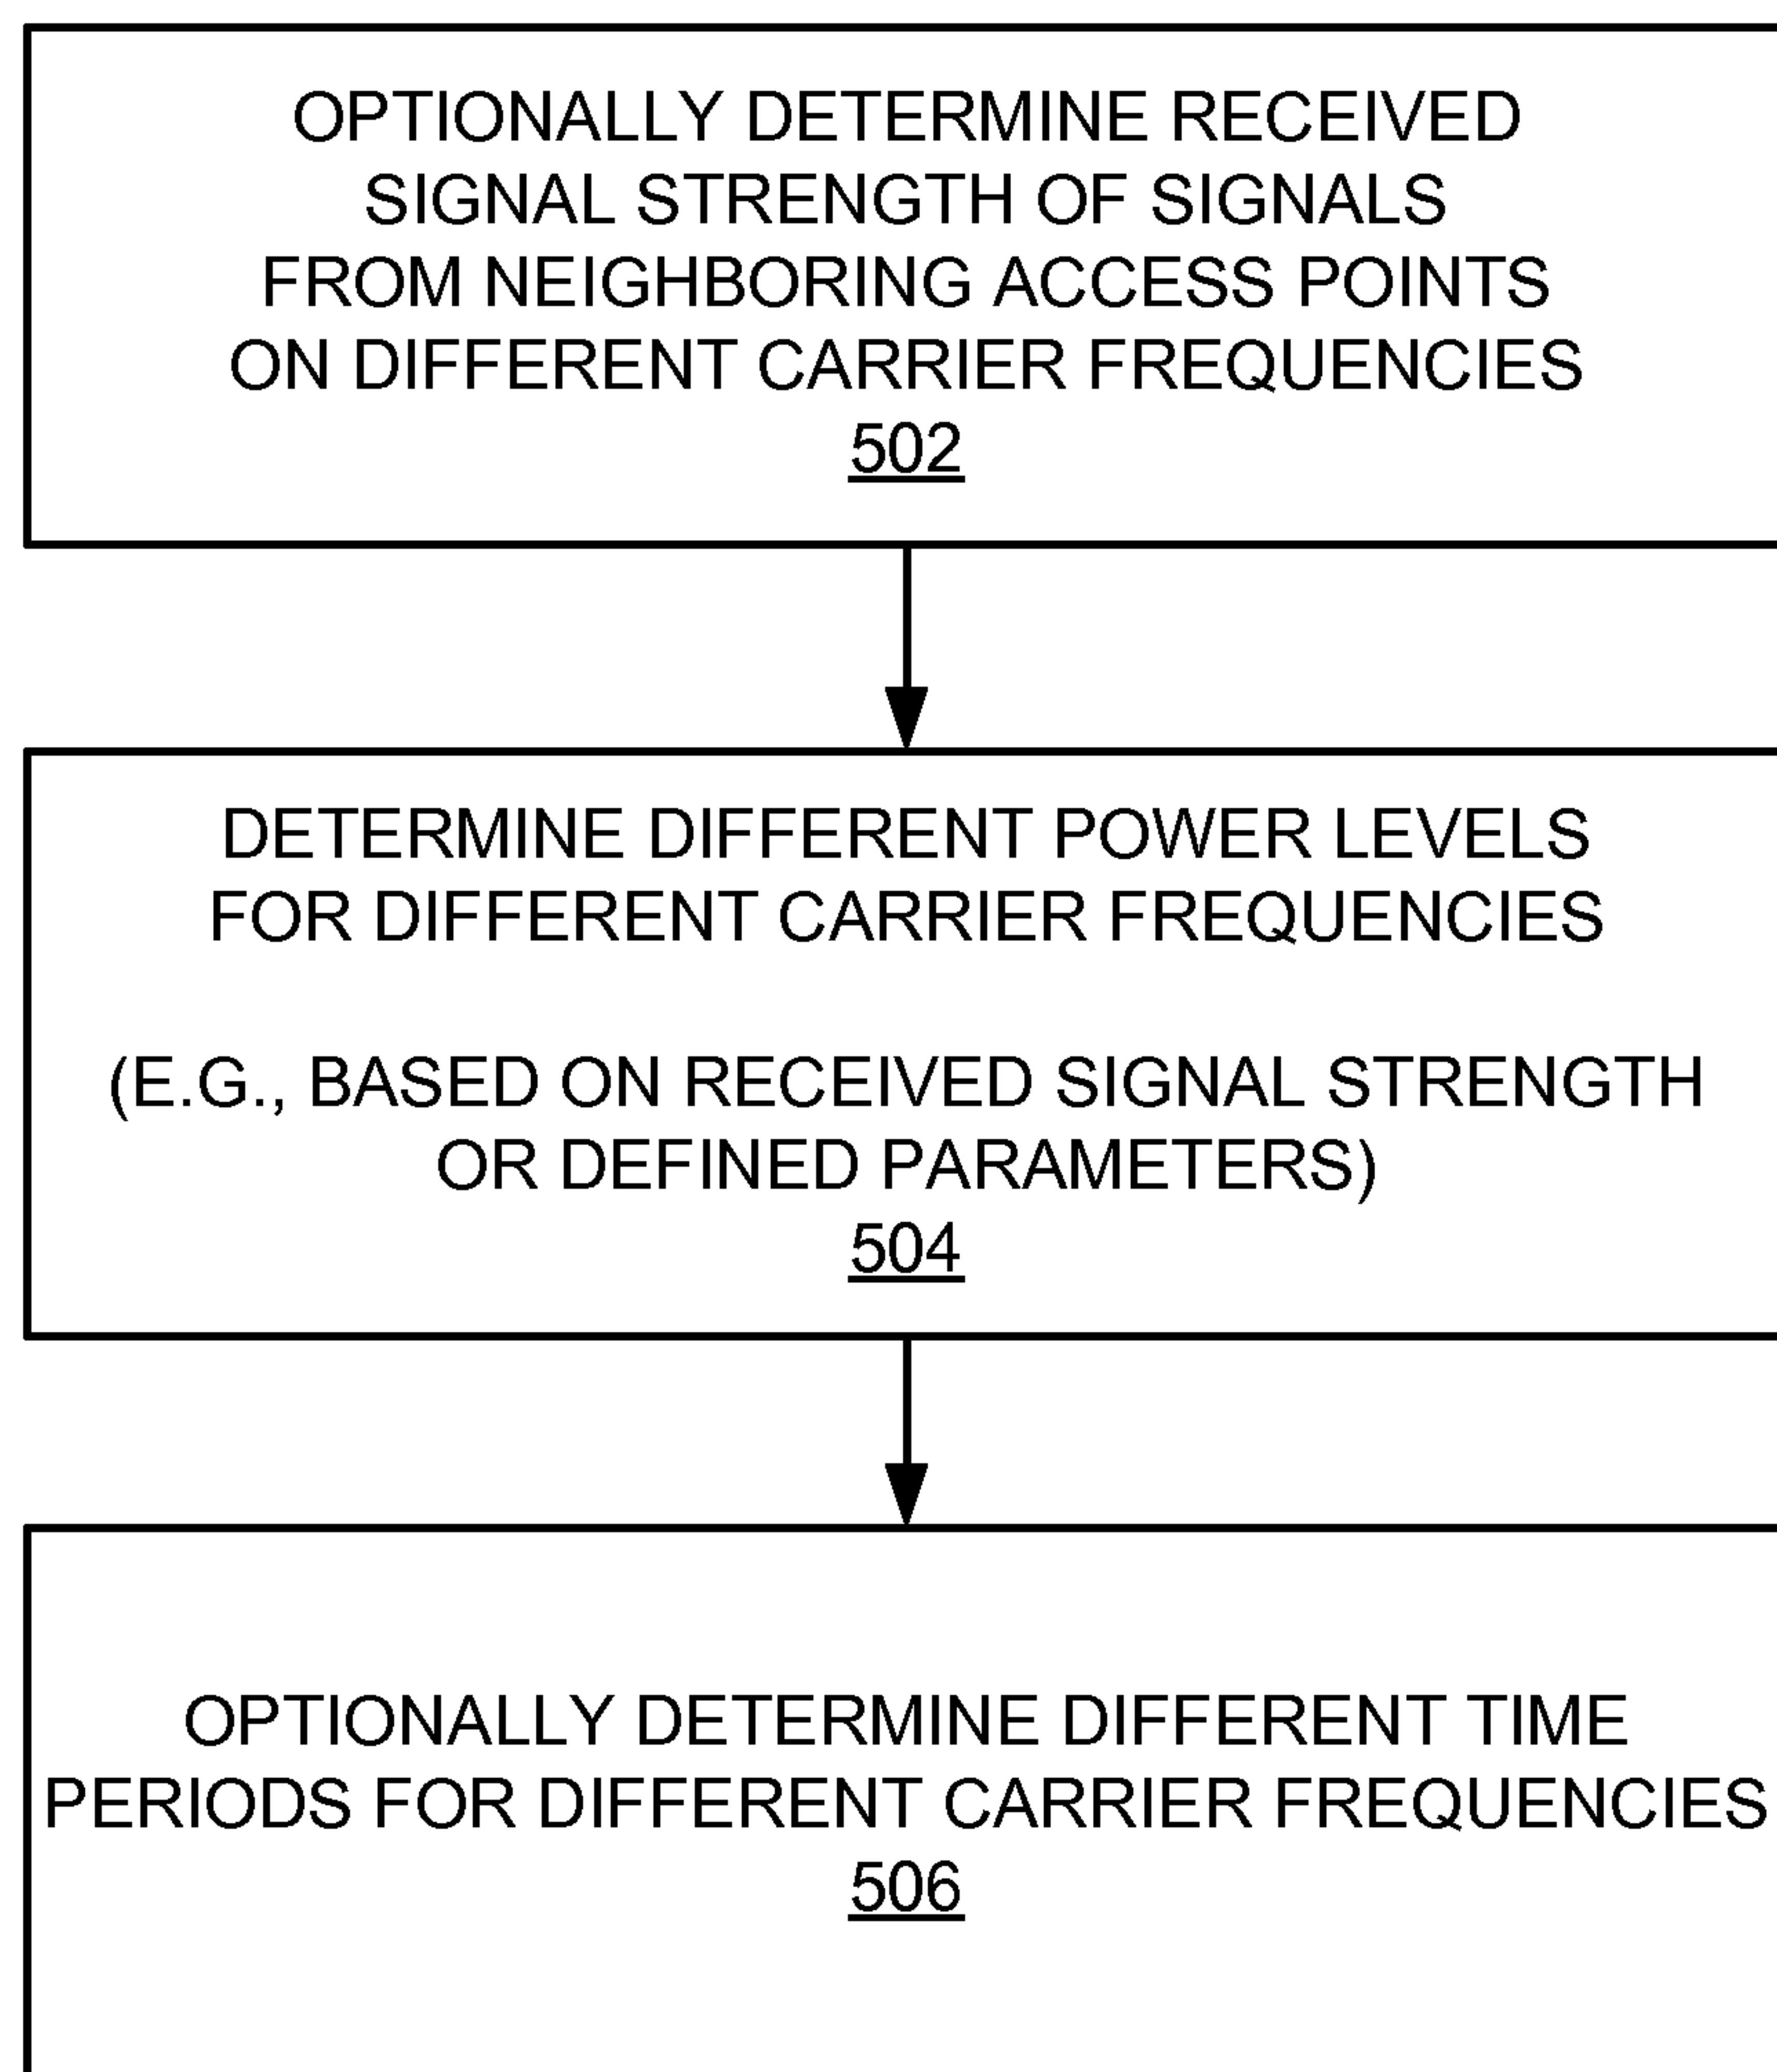 OPTIONALLY DETERMINE RECEIVED
SIGNAL STRENGTH OF SIGNALS
FROM NEIGHBORING ACCESS POINTS
ON DIFFERENT CARRIER FREQUENCIES
502
DETERMINE DIFFERENT POWER LEVELS
FOR DIFFERENT CARRIER FREQUENCIES
(E.G., BASED ON RECEIVED SIGNAL STRENGTH
OR DEFINED PARAMETERS)
504
OPTIONALLY DETERMINE DIFFERENT TIME
PERIODS FOR DIFFERENT CARRIER FREQUENCIES
506